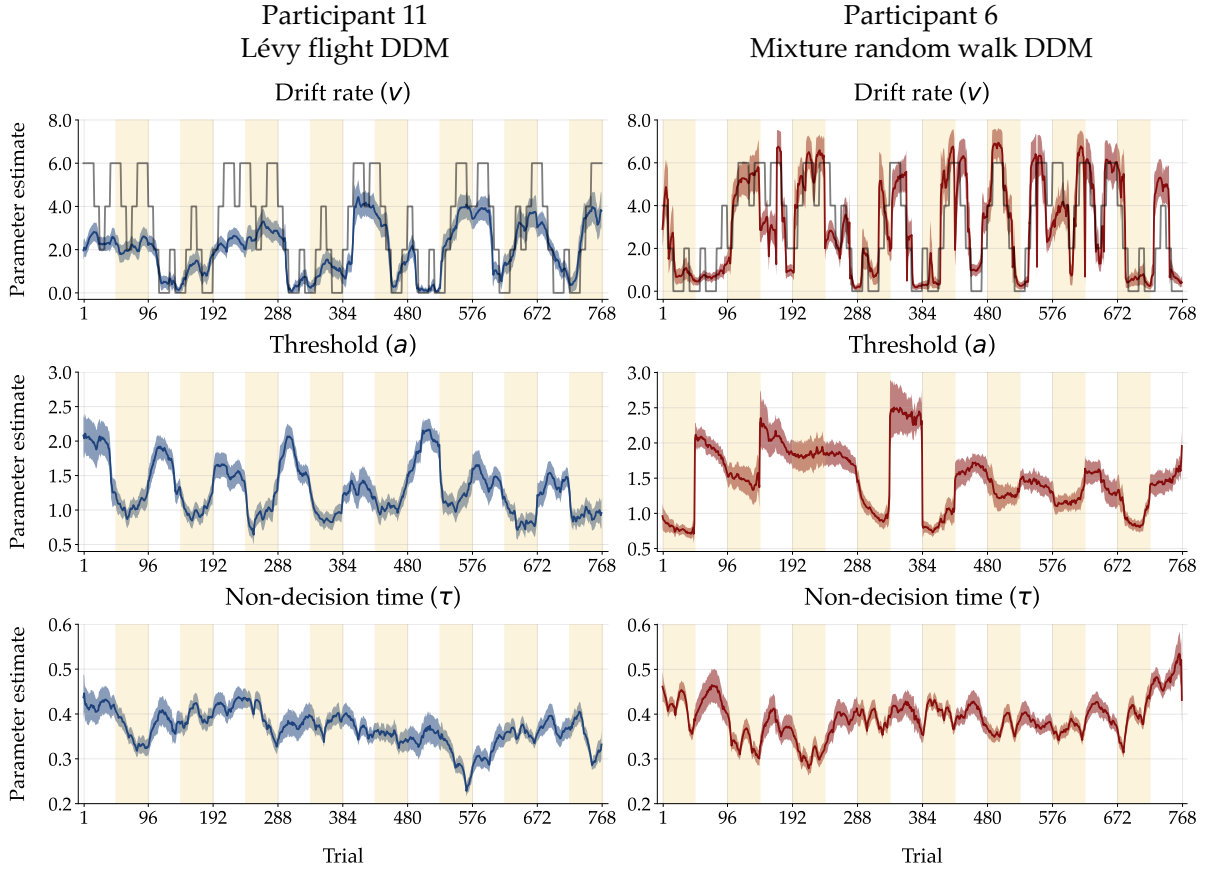 Participant 11
Lévy flight DDM
Participant 6
Mixture random walk DDM
Drift rate (v)
Drift rate (v)
Parameter estimate
8.0
6.0
4.0
2.0
0.0
1 96 192 288 384 480 576 672 768
8.0
6.0
4.0
2.0
0.0
1 96 192 288 384 480 576 672 768
Threshold (a)
Threshold (a)
Parameter estimate
3.0
2.5
2.0
1.5
1.0
0.5
1 96 192 288 384 480 576 672 768
3.0
2.5
2.0
1.5
1.0
0.5
1 96 192 288 384 480 576 672 768
Non-decision time (τ)
Non-decision time (τ)
Parameter estimate
0.6
0.5
0.4
0.3
0.2
1 96 192 288 384 480 576 672 768
0.6
0.5
0.4
0.3
0.2
1 96 192 288 384 480 576 672 768
Trial
Trial